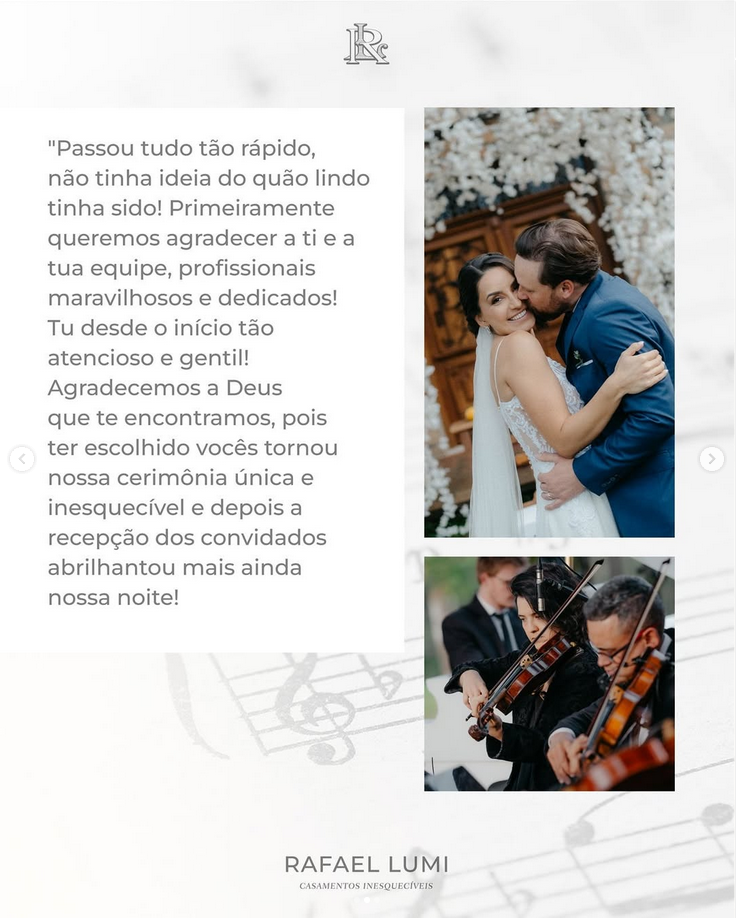 "Passou tudo tão rápido,
não tinha ideia do quão lindo
tinha sido! Primeiramente
queremos agradecer a ti e a
tua equipe, profissionais
maravilhosos e dedicados!
Tu desde o início tão
atencioso e gentil!
Agradecemos a Deus
que te encontramos, pois
ter escolhido vocês tornou
nossa cerimônia única e
inesquecível e depois a
recepção dos convidados
abrilhantou mais ainda
nossa noite!
RAFAEL LUMI
CASAMENTOS INESQUECÍVEIS